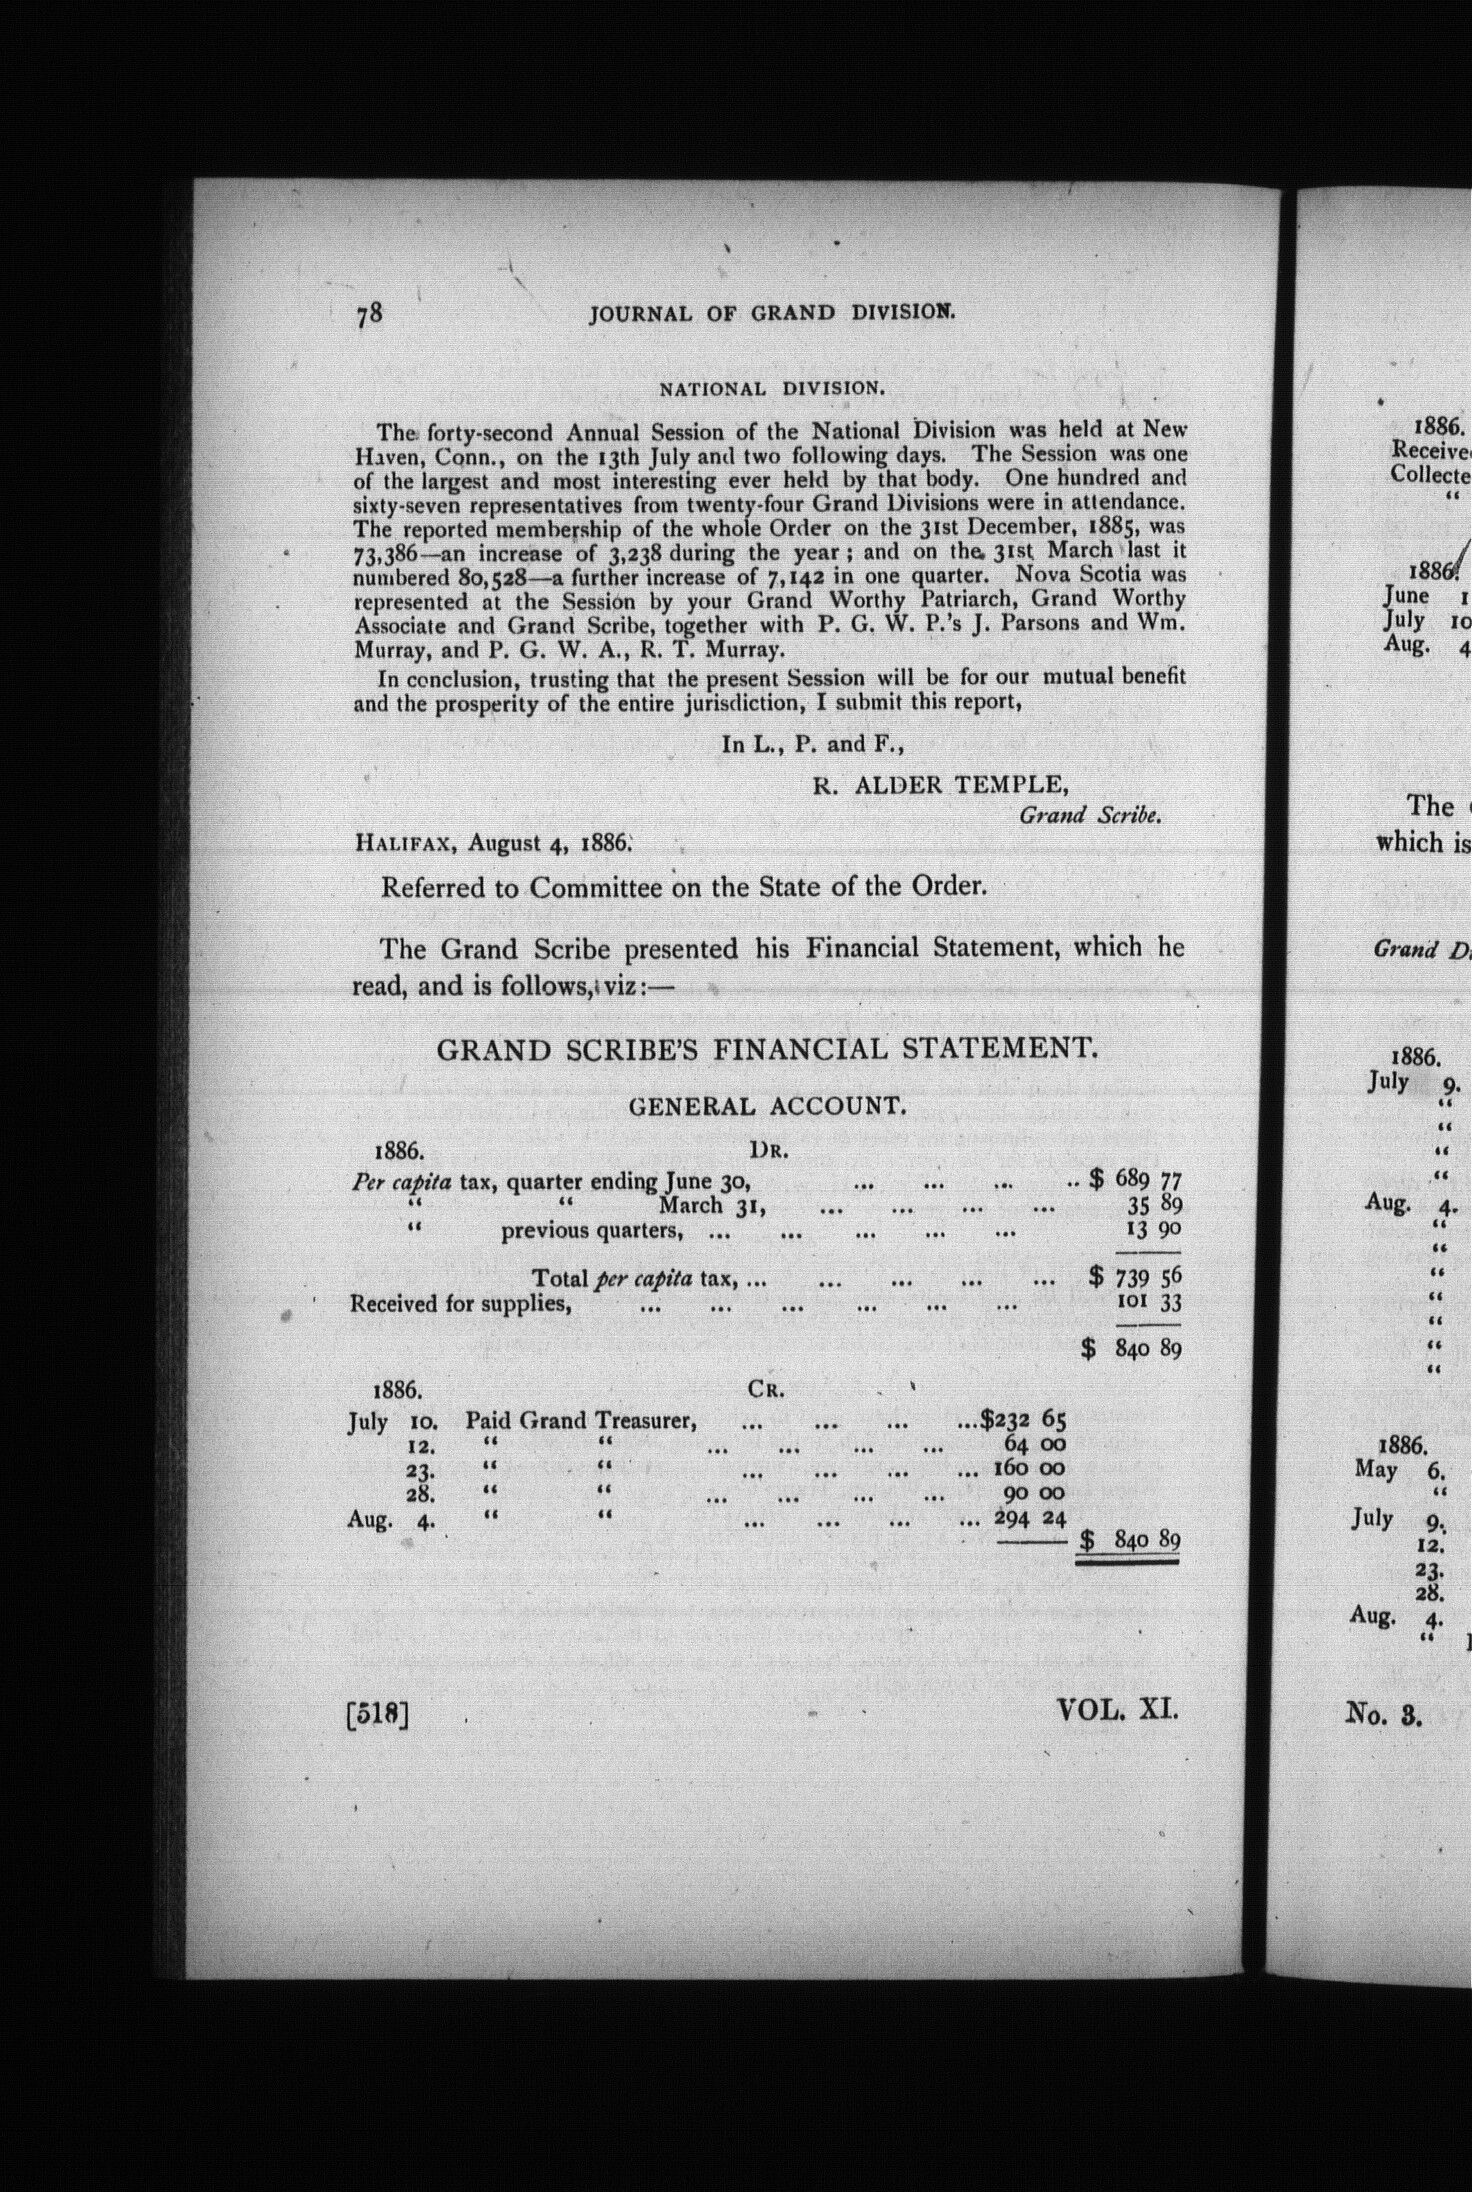 78 JOURNAL OF GRAND DIVISION.
NATIONAL DIVISION.
The forty-second Annual Session of the National Division was held at New
Haven, Conn., on the 13th July and two following days. The Session was one
of the largest and most interesting ever held by that body. One hundred and
sixty-seven representatives from twenty-four Grand Divisions were in attendance.
The reported membership of the whole Order on the 31st December, 1885, was
73,386—an increase of 3,238 during the year; and on the 31st March last it
numbered 80,528—a further increase of 7,142 in one quarter. Nova Scotia was
represented at the Session by your Grand Worthy Patriarch, Grand Worthy
Associate and Grand Scribe, together with P. G. W. P.'s J. Parsons and Wm.
Murray, and P. G. W. A., R. T. Murray.
In conclusion, trusting that the present Session will be for our mutual benefit
and the prosperity of the entire jurisdiction, I submit this report,
In L., P. and F.,
R. ALDER TEMPLE,
Grand Scribe.
HALIFAX, August 4, 1886.
Referred to Committee on the State of the Order.
The Grand Scribe presented his Financial Statement, which he
read, and is follows, viz:—
GRAND SCRIBE'S FINANCIAL STATEMENT.
GENERAL ACCOUNT.
1886. DR.
Per capita tax, quarter ending June 30, ... ... ... .. $ 689 77
" " March 31, ... ... ... ... 35 89
" previous quarters, ... ... ... ... ... 13 90
Total per capita tax, ... ... ... ... ... $ 739 56
Received for supplies, ... ... ... ... ... ... 101 33
$ 840 89
1886. CR.
July 10. Paid Grand Treasurer, ... ... ... ...$232 65
12. " " ... ... ... ... 64 00
23. " " ... ... ... ... 160 00
28. " " ... ... ... ... 90 00
Aug. 4. " " ... ... ... ... 294 24
$ 840 89
[518] VOL. XI.
1886.
Collecte
"
1886.
June 1
July 10
Aug. 4
The
which is
Grand D
1886.
July 9.
"
"
"
"
Aug. 4.
"
"
"
"
"
"
"
1886.
May 6.
"
July 9.
12.
23.
28.
Aug. 4.
"
No. 3.